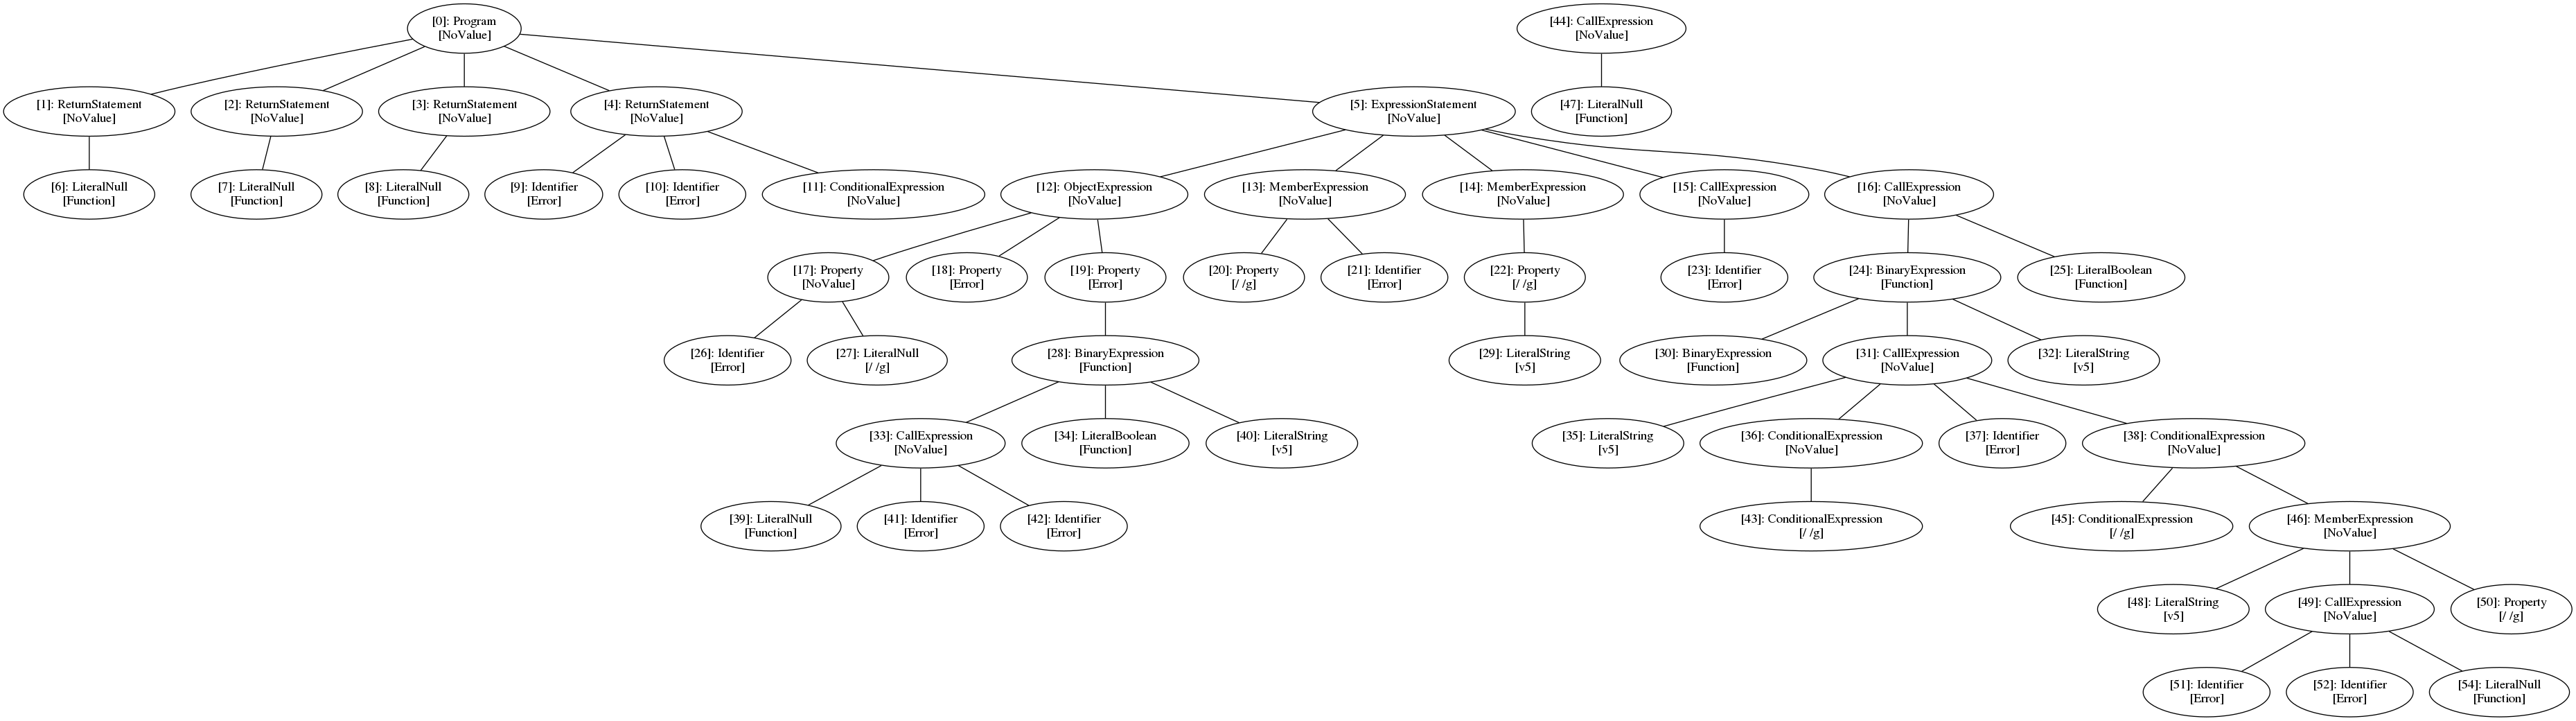 [0]: Program
[NoValue]
[44]: CallExpression
[NoValue]
[1]: ReturnStatement
[NoValue]
[2]: ReturnStatement
[NoValue]
[3]: ReturnStatement
[NoValue]
[4]: ReturnStatement
[NoValue]
[5]: ExpressionStatement
[NoValue]
[47]: LiteralNull
[Function]
[6]: LiteralNull
[Function]
[7]: LiteralNull
[Function]
[8]: LiteralNull
[Function]
[9]: Identifier
[Error]
[10]: Identifier
[Error]
[11]: ConditionalExpression
[NoValue]
[12]: ObjectExpression
[NoValue]
[13]: MemberExpression
[NoValue]
[14]: MemberExpression
[NoValue]
[15]: CallExpression
[NoValue]
[16]: CallExpression
[NoValue]
[17]: Property
[NoValue]
[18]: Property
[Error]
[19]: Property
[Error]
[20]: Property
[/ /g]
[21]: Identifier
[Error]
[22]: Property
[/ /g]
[23]: Identifier
[Error]
[24]: BinaryExpression
[Function]
[25]: LiteralBoolean
[Function]
[26]: Identifier
[Error]
[27]: LiteralNull
[/ /g]
[28]: BinaryExpression
[Function]
[29]: LiteralString
[v5]
[30]: BinaryExpression
[Function]
[31]: CallExpression
[NoValue]
[32]: LiteralString
[v5]
[33]: CallExpression
[NoValue]
[34]: LiteralBoolean
[Function]
[40]: LiteralString
[v5]
[35]: LiteralString
[v5]
[36]: ConditionalExpression
[NoValue]
[37]: Identifier
[Error]
[38]: ConditionalExpression
[NoValue]
[39]: LiteralNull
[Function]
[41]: Identifier
[Error]
[42]: Identifier
[Error]
[43]: ConditionalExpression
[/ /g]
[45]: ConditionalExpression
[/ /g]
[46]: MemberExpression
[NoValue]
[48]: LiteralString
[v5]
[49]: CallExpression
[NoValue]
[50]: Property
[/ /g]
[51]: Identifier
[Error]
[52]: Identifier
[Error]
[54]: LiteralNull
[Function]